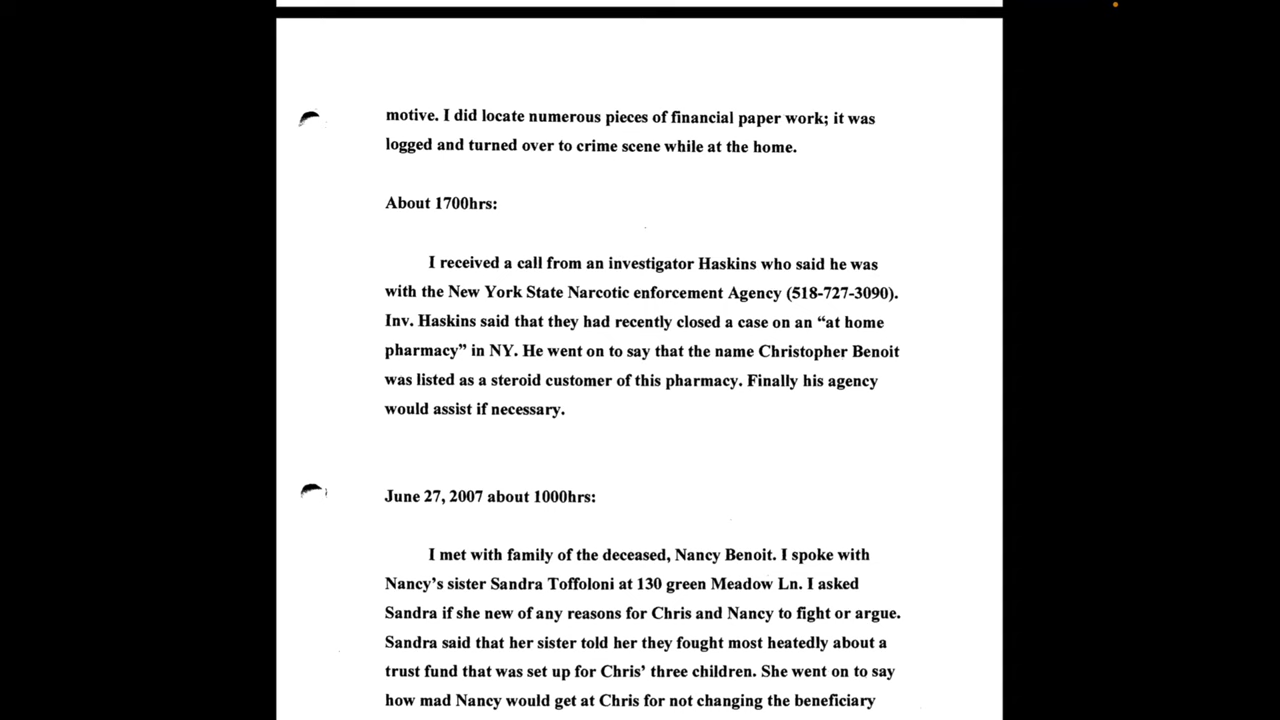 motive. I did locate numerous pieces of financial paper work; it was
logged and turned over to crime scene while at the home.
About 1700hrs:
I received a call from an investigator Haskins who said he was
with the New York State Narcotic enforcement Agency (518-727-3090).
Inv. Haskins said that they had recently closed a case on an “at home
pharmacy” in NY. He went on to say that the name Christopher Benoit
was listed as a steroid customer of this pharmacy. Finally his agency
would assist if necessary.
June 27, 2007 about 1000hrs:
I met with family of the deceased, Nancy Benoit. I spoke with
Nancy’s sister Sandra Toffoloni at 130 green Meadow Ln. I asked
Sandra if she new of any reasons for Chris and Nancy to fight or argue.
Sandra said that her sister told her they fought most heatedly about a
trust fund that was set up for Chris’ three children. She went on to say
how mad Nancy would get at Chris for not changing the beneficiary